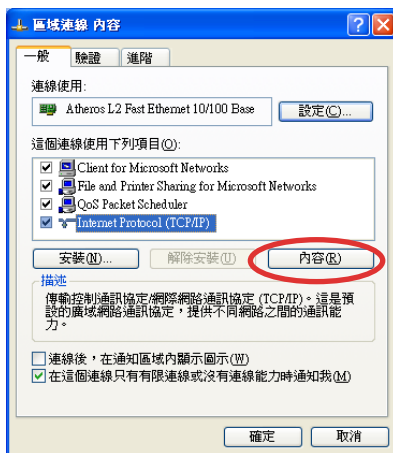 區域連線 內容
一般 驗證 進階
連線使用:
Atheros L2 Fast Ethernet 10/100 Base 設定(C)...
這個連線使用下列項目(O):
Client for Microsoft Networks
File and Printer Sharing for Microsoft Networks
QoS Packet Scheduler
Internet Protocol (TCP/IP)
安裝(N)... 解除安裝(U) 內容(R)
描述
傳輸控制通訊協定/網際網路通訊協定 (TCP/IP)。這是預
設的廣域網路通訊協定，提供不同網路之間的通訊能
力。
連線後，在通知區域內顯示圖示(W)
在這個連線只有有限連線或沒有連線能力時通知我(M)
確定 取消